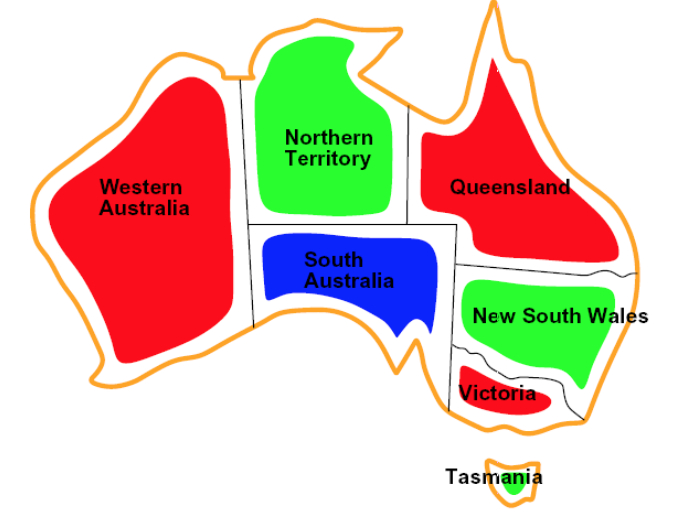 Northern
Territory
Western
Australia
Queensland
South
Australia
New South Wales
Victoria
Tasmania